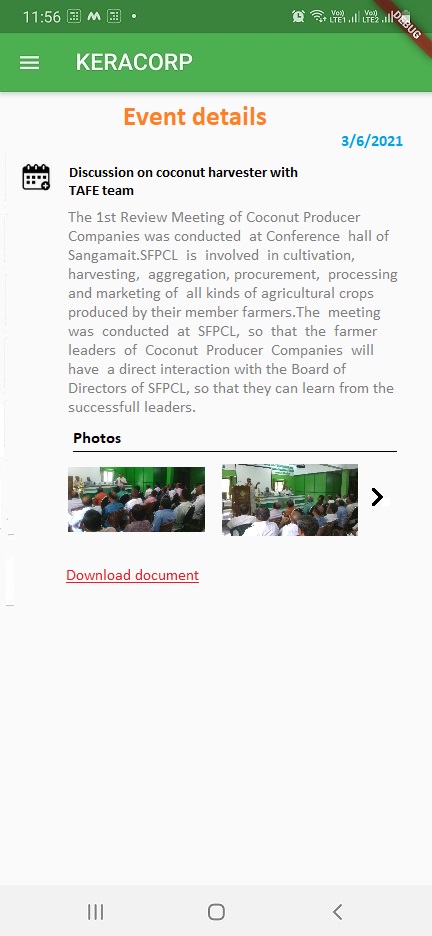 11:56
Vo)) LTE1 Vo)) LTE2
DEBUG
KERACORP
Event details
3/6/2021
Discussion on coconut harvester with
TAFE team
The 1st Review Meeting of Coconut Producer
Companies was conducted at Conference hall of
Sangamait.SFPCL is involved in cultivation,
harvesting, aggregation, procurement, processing
and marketing of all kinds of agricultural crops
produced by their member farmers.The meeting
was conducted at SFPCL, so that the farmer
leaders of Coconut Producer Companies will
have a direct interaction with the Board of
Directors of SFPCL, so that they can learn from the
successfull leaders.
Photos
Download document